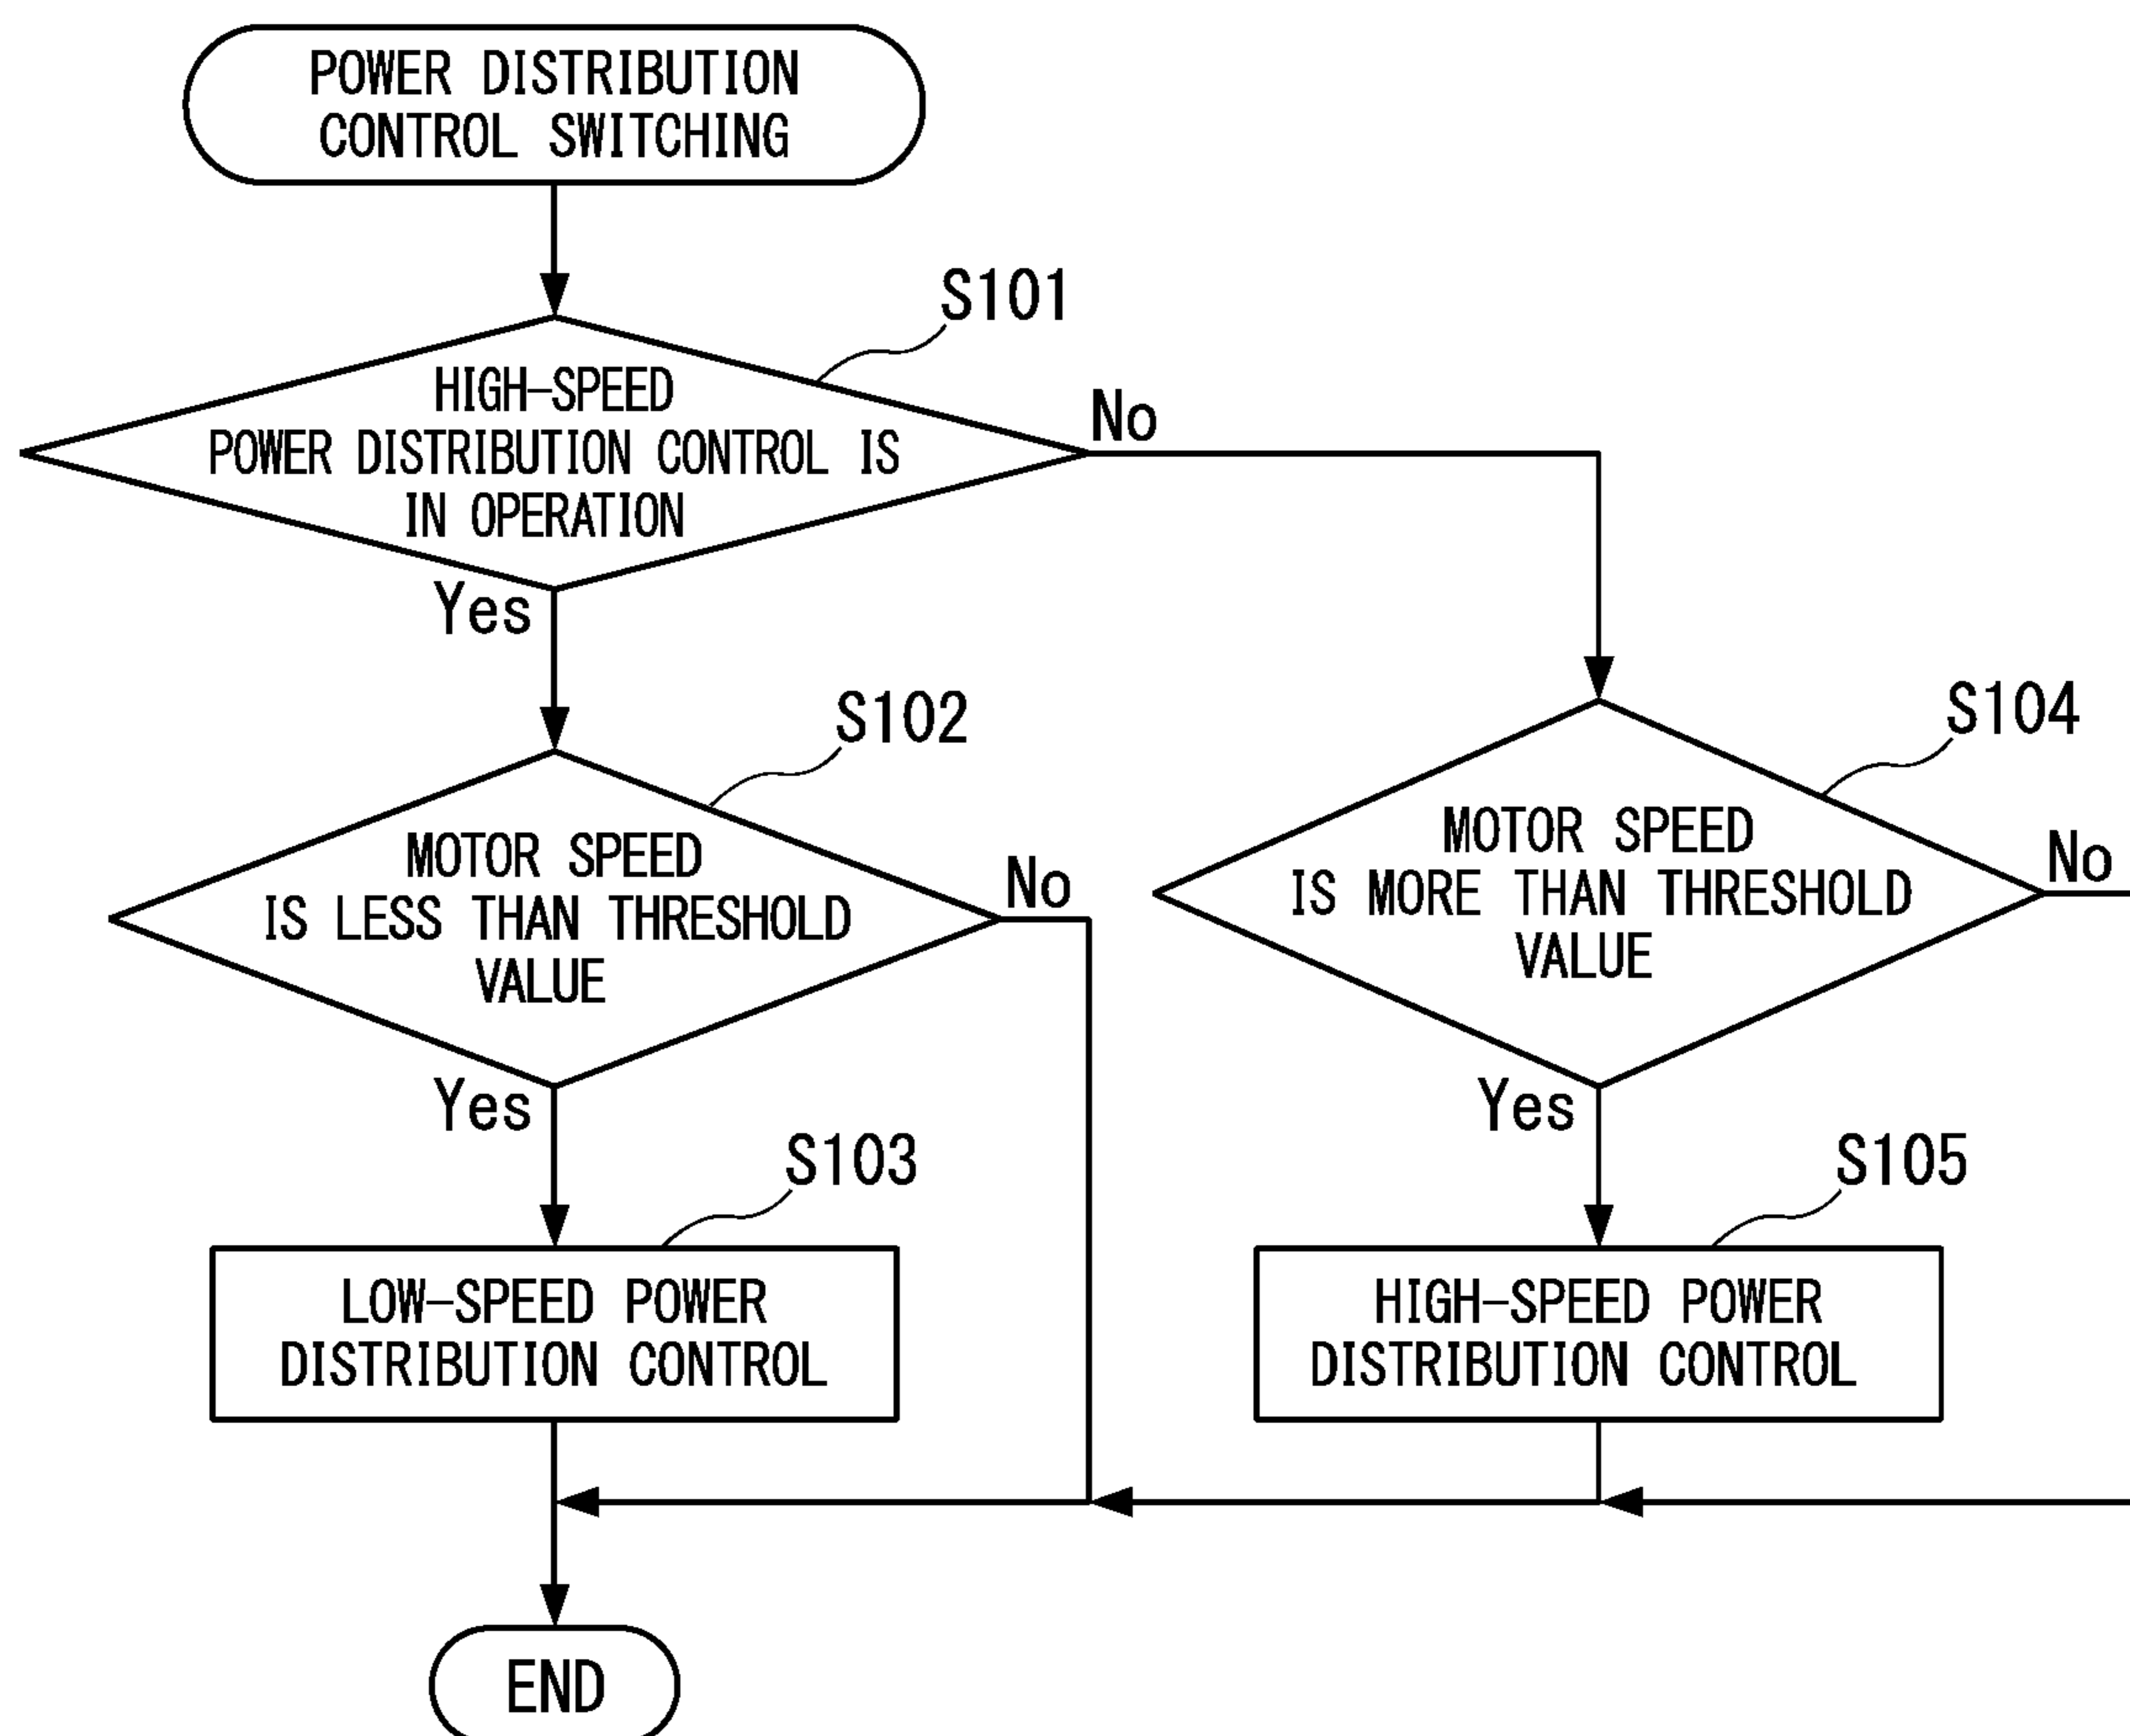 POWER DISTRIBUTION
CONTROL SWITCHING
S101
HIGH-SPEED
POWER DISTRIBUTION CONTROL IS
IN OPERATION
No
Yes
S102
MOTOR SPEED
IS LESS THAN THRESHOLD
VALUE
No
Yes
S103
LOW-SPEED POWER
DISTRIBUTION CONTROL
S104
MOTOR SPEED
IS MORE THAN THRESHOLD
VALUE
No
Yes
S105
HIGH-SPEED POWER
DISTRIBUTION CONTROL
END